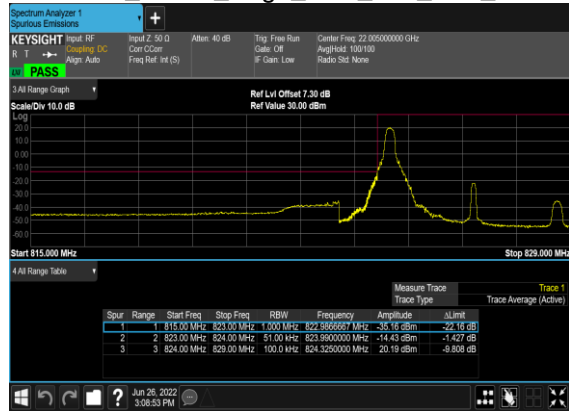 Spectrum Analyzer 1
Spurious Emissions
KEYSIGHT Input: RF Input Z: 50 Ω Atten: 40 dB Trig: Free Run Center Freq: 22.005000000 GHz
R T Coupling: DC Corr CCorr Gate: Off Avg|Hold: 100/100
Align: Auto Freq Ref: Int (S) IF Gain: Low Radio Std: None
PASS
3 All Range Graph
Ref Lvl Offset 7.30 dB
Scale/Div 10.0 dB Ref Value 30.00 dBm
Log
20.0
10.0
0.00
-10.0
-20.0
-30.0
-40.0
-50.0
-60.0
Start 815.000 MHz Stop 829.000 MHz
4 All Range Table
Measure Trace Trace 1
Trace Type Trace Average (Active)
Spur Range Start Freq Stop Freq RBW Frequency Amplitude ΔLimit
1 1 815.00 MHz 823.00 MHz 1.000 MHz 822.9866667 MHz -35.16 dBm -22.16 dB
2 2 823.00 MHz 824.00 MHz 51.00 kHz 823.9900000 MHz -14.43 dBm -1.427 dB
3 3 824.00 MHz 829.00 MHz 100.0 kHz 824.3250000 MHz 20.19 dBm -9.808 dB
? Jun 26, 2022
3:08:53 PM